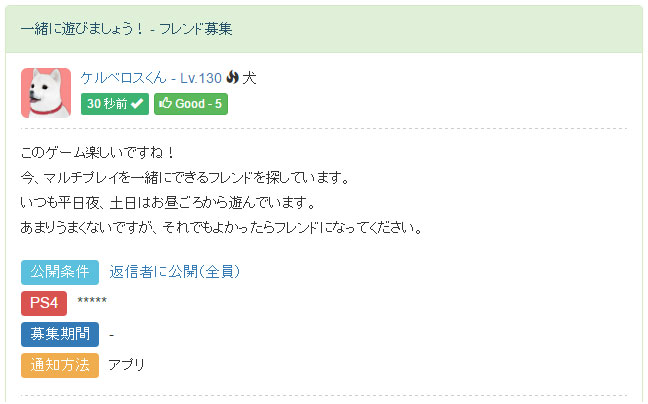 一緒に遊びましょう！ - フレンド募集
ケルベロスくん - Lv.130 犬
30 秒前 Good - 5
このゲーム楽しいですね！
今、マルチプレイを一緒にできるフレンドを探しています。
いつも平日夜、土日はお昼ごろから遊んでいます。
あまりうまくないですが、それでもよかったらフレンドになってください。
公開条件 返信者に公開(全員)
PS4 *****
募集期間 -
通知方法 アプリ